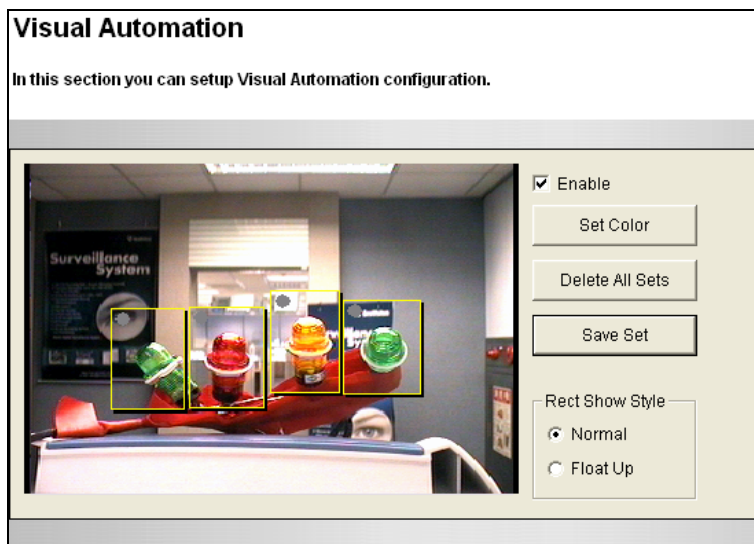 Visual Automation
In this section you can setup Visual Automation configuration.
Enable
Set Color
Delete All Sets
Save Set
Rect Show Style
Normal
Float Up
Surveillance
System